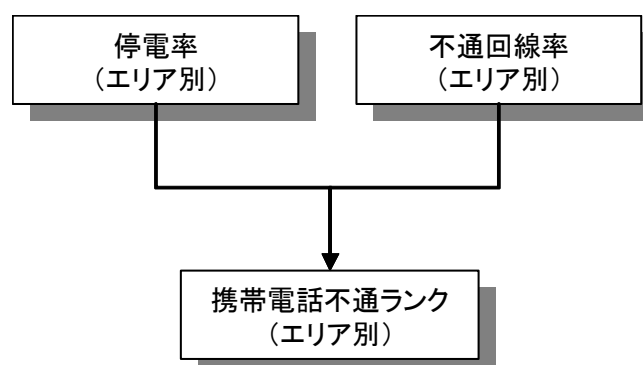 停電率
（エリア別）
不通回線率
（エリア別）
携帯電話不通ランク
（エリア別）